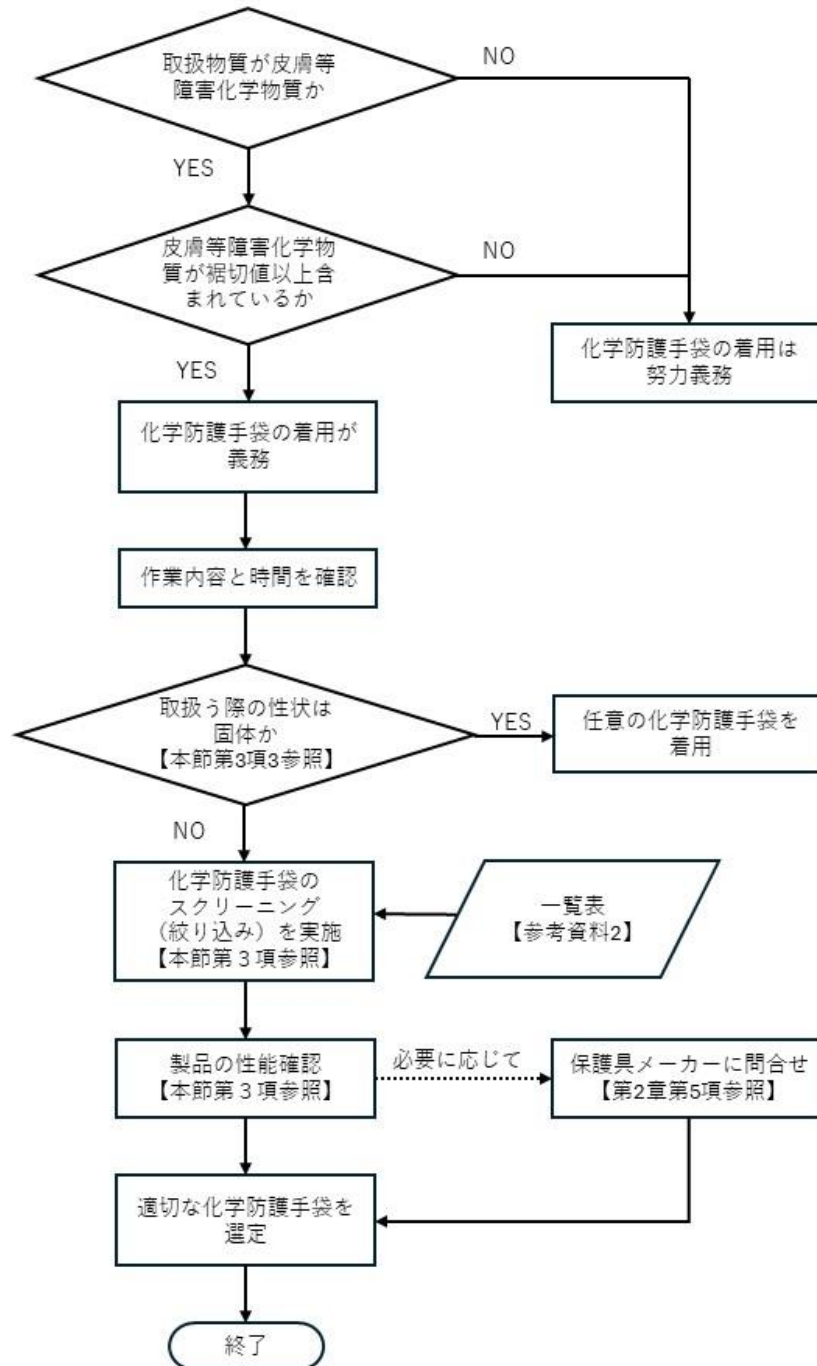 取扱物質が皮膚等
障害化学物質か
NO
YES
皮膚等障害化学物
質が裾切値以上含
まれているか
NO
YES
化学防護手袋の着用は
努力義務
化学防護手袋の着用が
義務
作業内容と時間を確認
取扱う際の性状は
固体か
【本節第3項3参照】
YES
任意の化学防護手袋を
着用
NO
化学防護手袋の
スクリーニング
（絞り込み）を実施
【本節第３項参照】
一覧表
【参考資料2】
製品の性能確認
【本節第３項参照】
必要に応じて
保護具メーカーに問合せ
【第2章第5項参照】
適切な化学防護手袋を
選定
終了